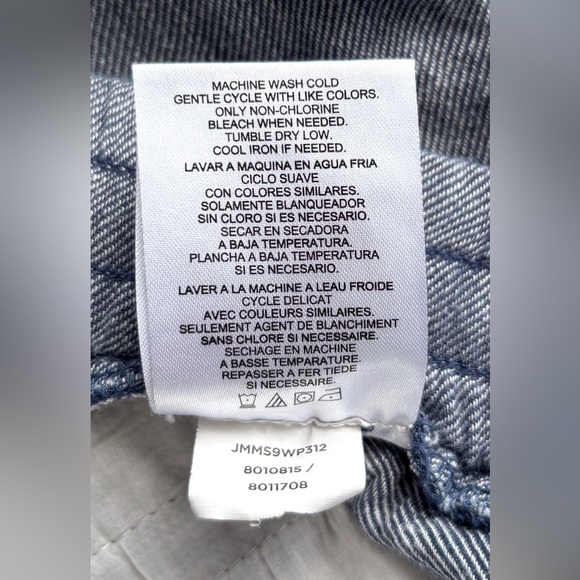 MACHINE WASH COLD
GENTLE CYCLE WITH LIKE COLORS.
ONLY NON-CHLORINE
BLEACH WHEN NEEDED.
TUMBLE DRY LOW.
COOL IRON IF NEEDED.
LAVAR A MAQUINA EN AGUA FRIA
CICLO SUAVE
CON COLORES SIMILARES.
SOLAMENTE BLANQUEADOR
SIN CLORO SI ES NECESARIO.
SECAR EN SECADORA
A BAJA TEMPERATURA.
PLANCHA A BAJA TEMPERATURA
SI ES NECESARIO.
LAVER A LA MACHINE A LEAU FROIDE
CYCLE DELICAT
AVEC COULEURS SIMILAIRES.
SEULEMENT AGENT DE BLANCHIMENT
SANS CHLORE SI NECESSAIRE.
SECHAGE EN MACHINE
A BASSE TEMPARATURE.
REPASSER A FER TIEDE
SI NECESSAIRE.
JMMS9WP312
8010815 /
8011708